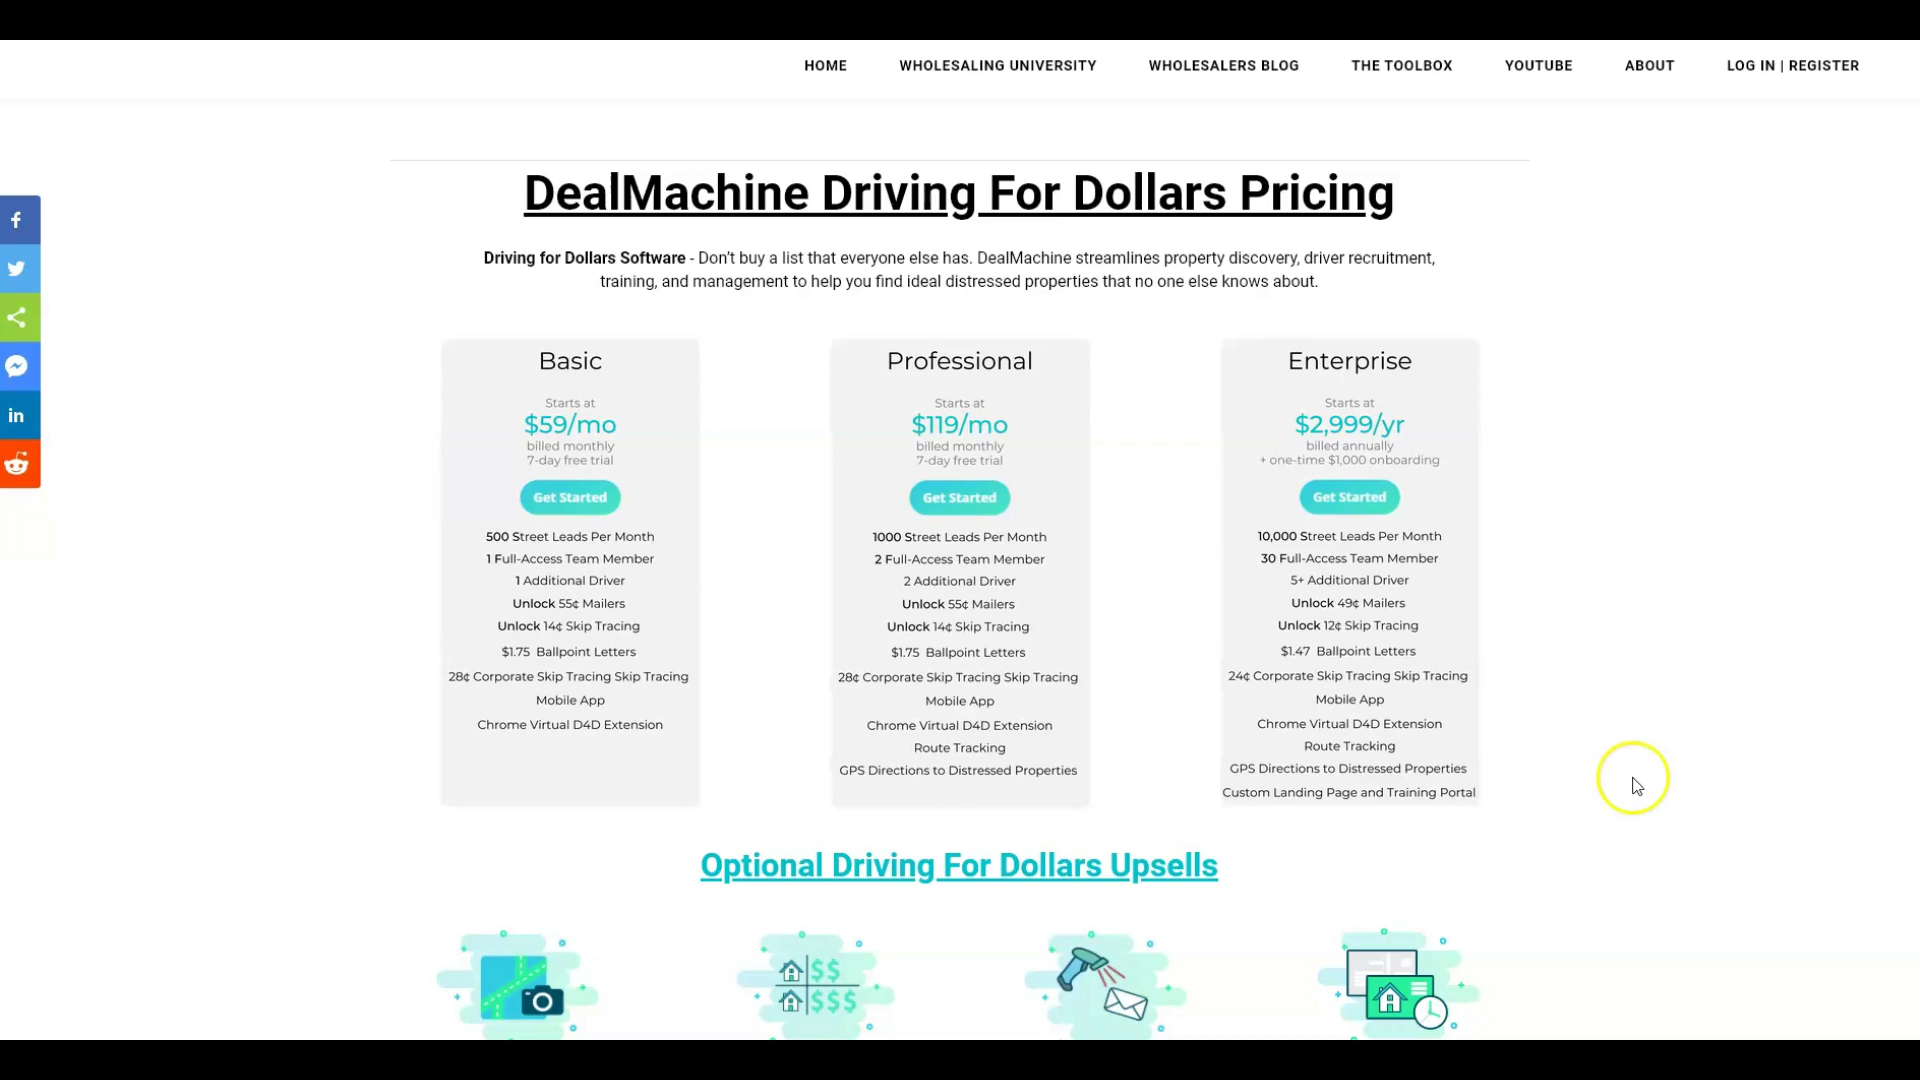 HOME WHOLESALING UNIVERSITY WHOLESALERS BLOG THE TOOLBOX YOUTUBE ABOUT LOG IN | REGISTER
DealMachine Driving For Dollars Pricing
Driving for Dollars Software - Don't buy a list that everyone else has. DealMachine streamlines property discovery, driver recruitment,
training, and management to help you find ideal distressed properties that no one else knows about.
Basic
Starts at
$59/mo
billed monthly
7-day free trial
Get Started
500 Street Leads Per Month
1 Full-Access Team Member
1 Additional Driver
Unlock 55¢ Mailers
Unlock 14¢ Skip Tracing
$1.75 Ballpoint Letters
28¢ Corporate Skip Tracing Skip Tracing
Mobile App
Chrome Virtual D4D Extension
Professional
Starts at
$119/mo
billed monthly
7-day free trial
Get Started
1000 Street Leads Per Month
2 Full-Access Team Member
2 Additional Driver
Unlock 55¢ Mailers
Unlock 14¢ Skip Tracing
$1.75 Ballpoint Letters
28¢ Corporate Skip Tracing Skip Tracing
Mobile App
Chrome Virtual D4D Extension
Route Tracking
GPS Directions to Distressed Properties
Enterprise
Starts at
$2,999/yr
billed annually
+ one-time $1,000 onboarding
Get Started
10,000 Street Leads Per Month
30 Full-Access Team Member
5+ Additional Driver
Unlock 49¢ Mailers
Unlock 12¢ Skip Tracing
$1.47 Ballpoint Letters
24¢ Corporate Skip Tracing Skip Tracing
Mobile App
Chrome Virtual D4D Extension
Route Tracking
GPS Directions to Distressed Properties
Custom Landing Page and Training Portal
Optional Driving For Dollars Upsells
$$
$$$